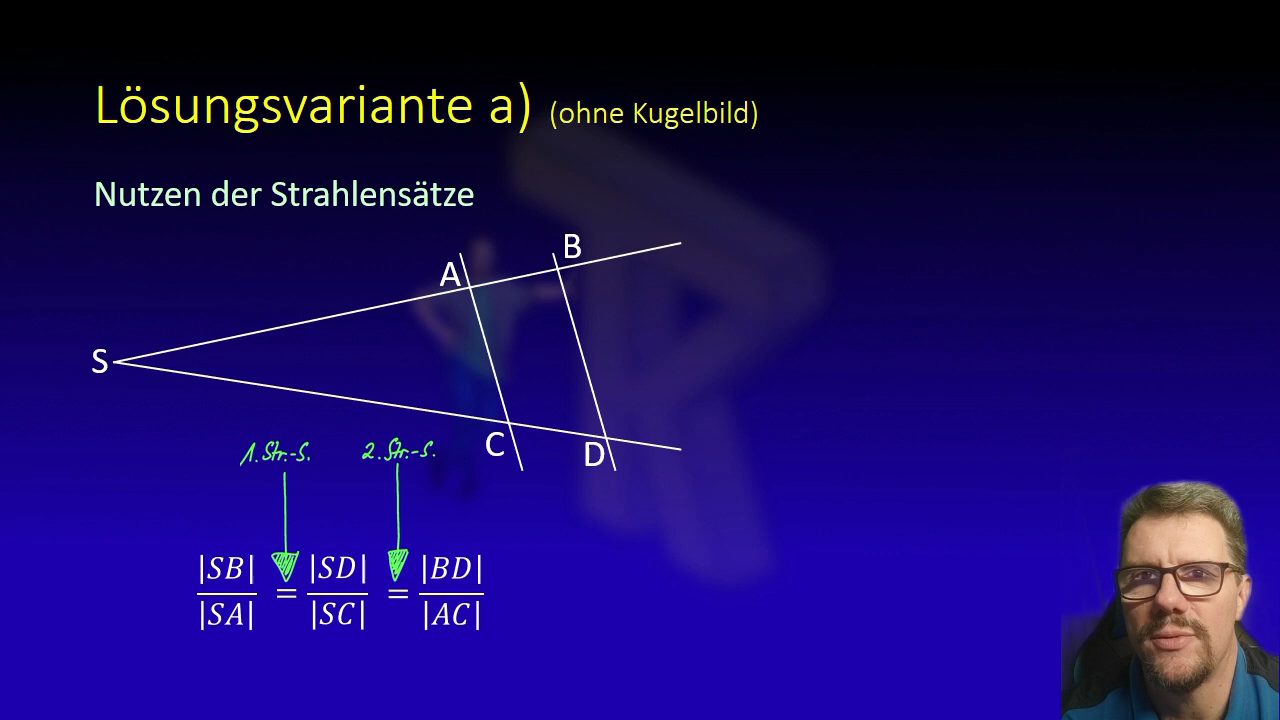 Lösungsvariante a) (ohne Kugelbild)
Nutzen der Strahlensätze
B
A
S
C
D
1. Str.-S. 2. Str.-S.
|SB| / |SA| = |SD| / |SC| = |BD| / |AC|